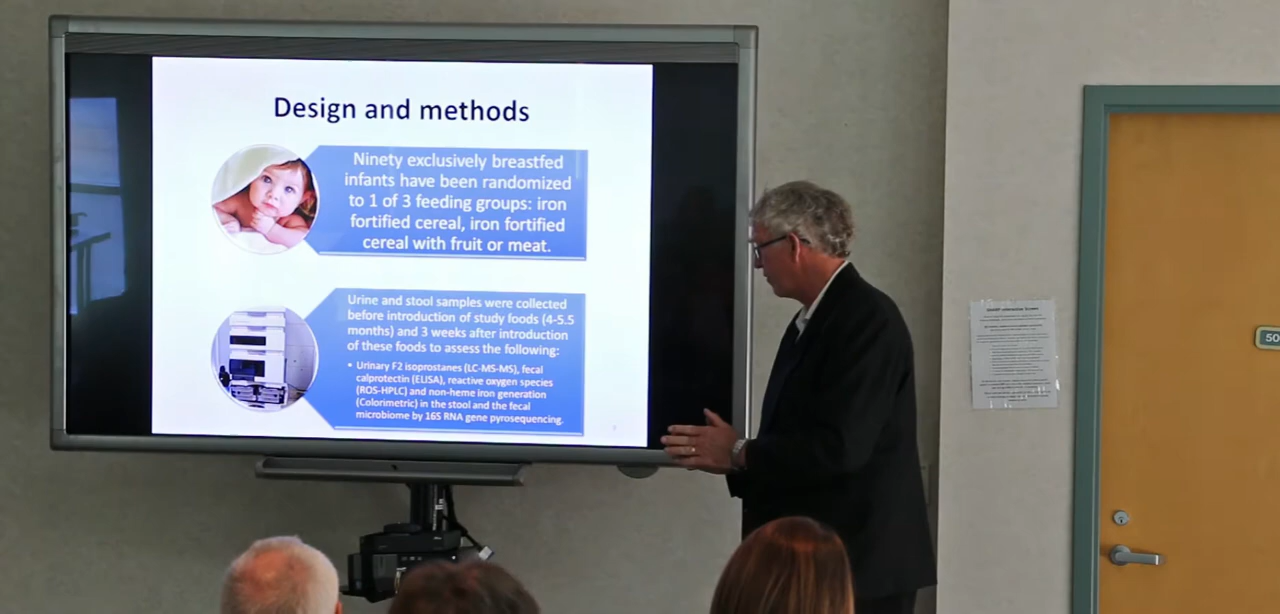 Design and methods
Ninety exclusively breastfed
infants have been randomized
to 1 of 3 feeding groups: iron
fortified cereal, iron fortified
cereal with fruit or meat.
Urine and stool samples were collected
before introduction of study foods (4-5.5
months) and 3 weeks after introduction
of these foods to assess the following:
• Urinary F2 isoprostanes (LC-MS-MS), fecal
calprotectin (ELISA), reactive oxygen species
(ROS-HPLC) and non-heme iron generation
(Colorimetric) in the stool and the fecal
microbiome by 16S RNA gene pyrosequencing.
50